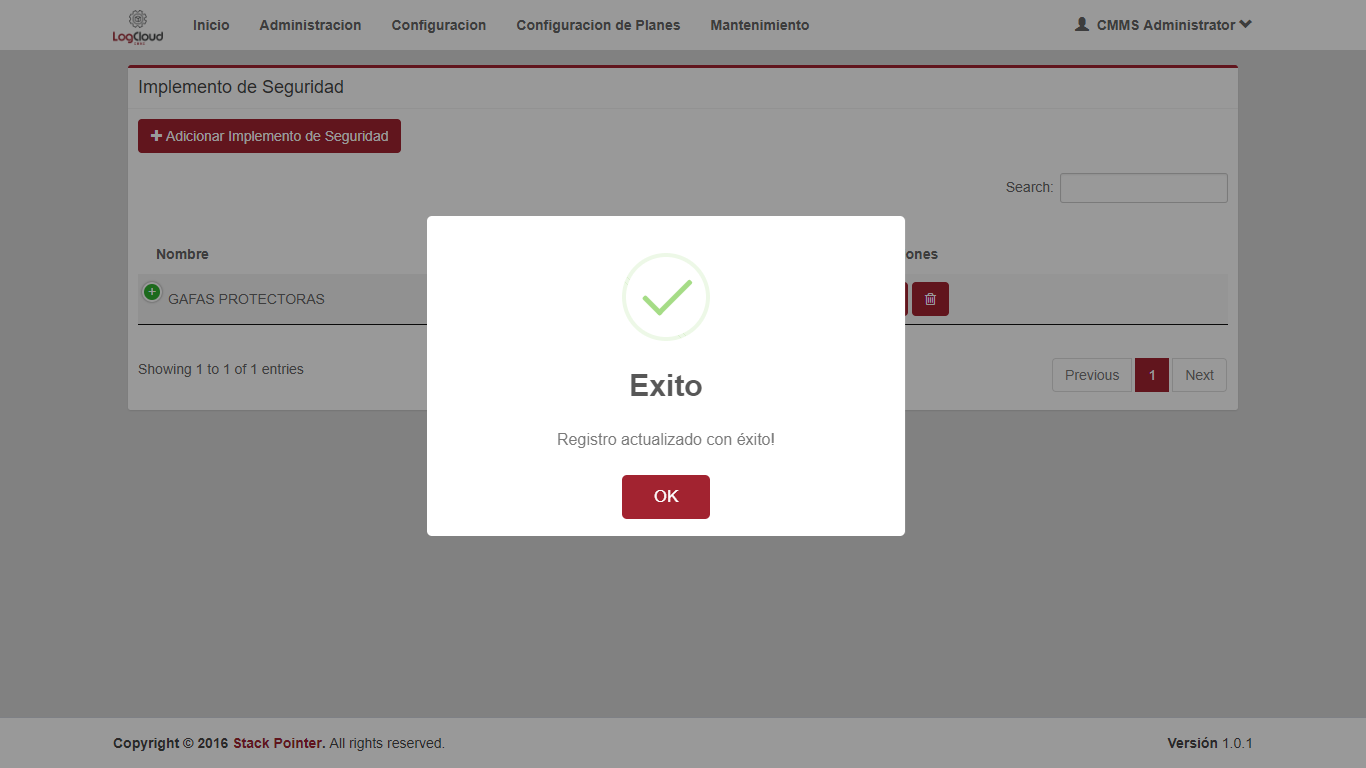 LogCloud
Inicio Administracion Configuracion Configuracion de Planes Mantenimiento CMMS Administrator
Implemento de Seguridad
Adicionar Implemento de Seguridad
Search:
Nombre ones
GAFAS PROTECTORAS
Showing 1 to 1 of 1 entries
Previous 1 Next
Exito
Registro actualizado con éxito!
OK
Copyright © 2016 Stack Pointer. All rights reserved.
Versión 1.0.1